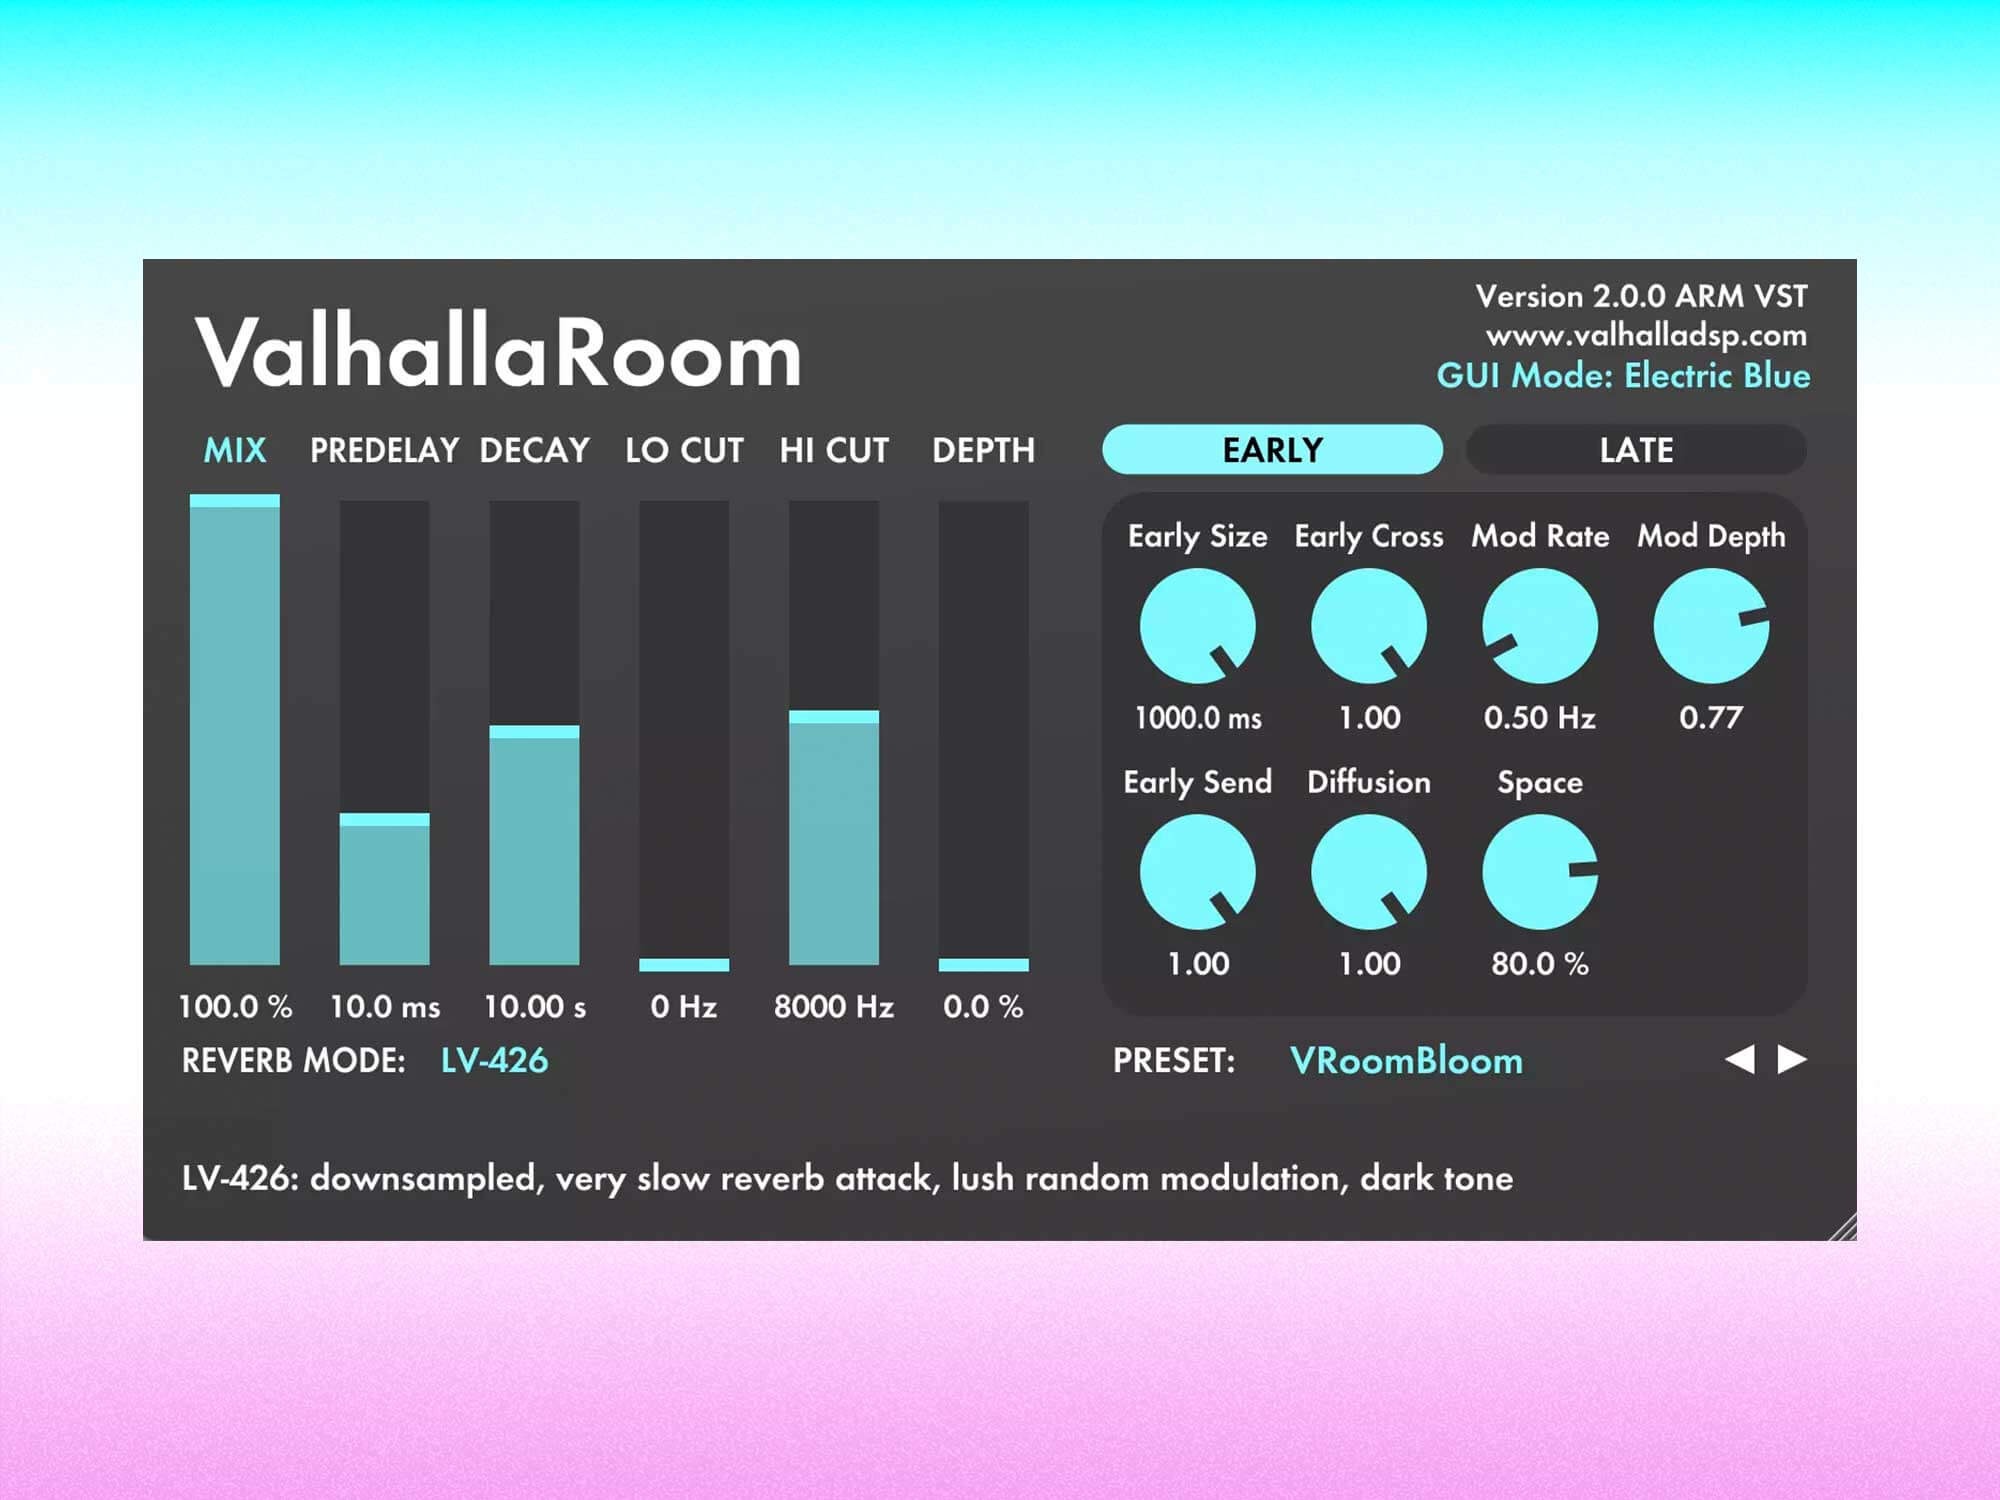 ValhallaRoom
Version 2.0.0 ARM VST
www.valhalladsp.com
GUI Mode: Electric Blue
MIX PREDELAY DECAY LO CUT HI CUT DEPTH
EARLY LATE
Early Size Early Cross Mod Rate Mod Depth
1000.0 ms 1.00 0.50 Hz 0.77
Early Send Diffusion Space
1.00 1.00 80.0 %
100.0 % 10.0 ms 10.00 s 0 Hz 8000 Hz 0.0 %
REVERB MODE: LV-426
PRESET: VRoomBloom
LV-426: downsampled, very slow reverb attack, lush random modulation, dark tone